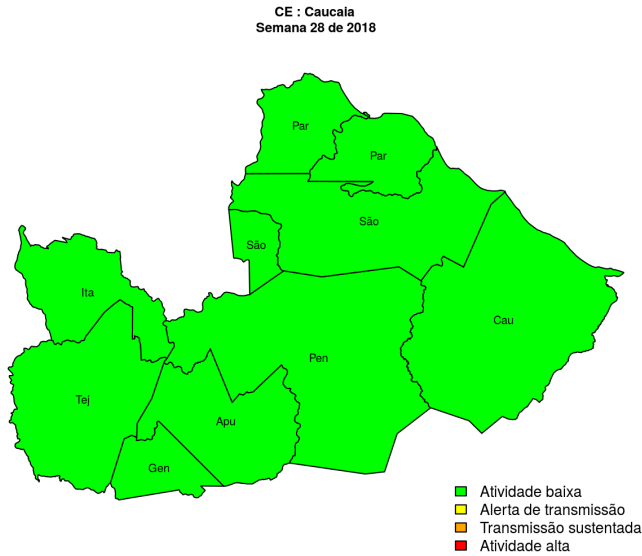 CE : Caucaia
Semana 28 de 2018
Par
Par
São
São
Ita
Cau
Pen
Tej
Apu
Gen
Atividade baixa
Alerta de transmissão
Transmissão sustentada
Atividade alta